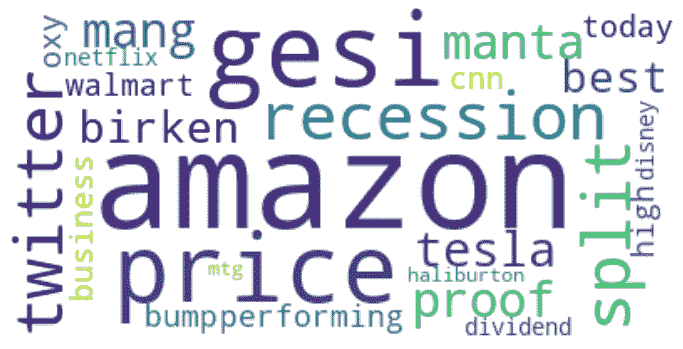 oxy
mang
gesi
manta
today
netflix
cnn
best
walmart
twitter
birken
recession
split
disney
high
business
amazon
price
mtg
tesla
haliburton
proof
bumpperforming
dividend